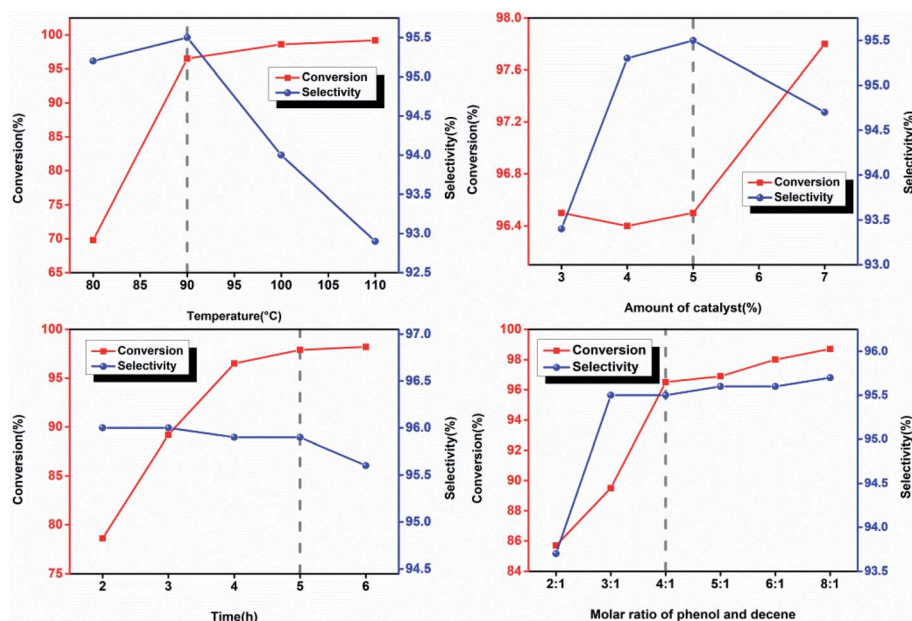 100
95
90
85
80
75
70
65
Conversion(%)
80 85 90 95 100 105 110
Temperature(°C)
95.5
95.0
94.5
94.0
93.5
93.0
92.5
Selectivity(%)
Conversion
Selectivity
98.0
97.6
97.2
96.8
96.4
Conversion(%)
3 4 5 6 7
Amount of catalyst(%)
95.5
95.0
94.5
94.0
93.5
93.0
Selectivity(%)
Conversion
Selectivity
100
95
90
85
80
75
Conversion(%)
2 3 4 5 6
Time(h)
97.0
96.5
96.0
95.5
95.0
94.5
Selectivity(%)
Conversion
Selectivity
100
98
96
94
92
90
88
86
84
Conversion(%)
2:1 3:1 4:1 5:1 6:1 8:1
Molar ratio of phenol and decene
96.0
95.5
95.0
94.5
94.0
93.5
Selectivity(%)
Conversion
Selectivity